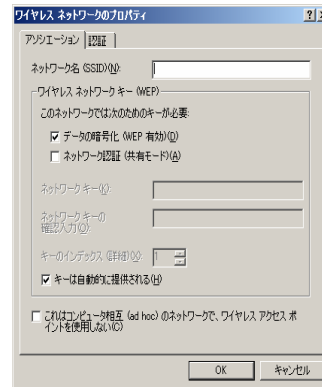 ワイヤレス ネットワークのプロパティ
アソシエーション 認証
ネットワーク名 (SSID)(N):
ワイヤレス ネットワーク キー (WEP)
このネットワークでは次のためのキーが必要:
データの暗号化 (WEP 有効)(D)
ネットワーク認証 (共有モード)(A)
ネットワーク キー(K):
ネットワーク キーの
確認入力(O):
キーのインデックス (詳細)(X): 1
キーは自動的に提供される(H)
これはコンピュータ相互 (ad hoc) のネットワークで、ワイヤレス アクセス ポ
イントを使用しない(C)
OK キャンセル